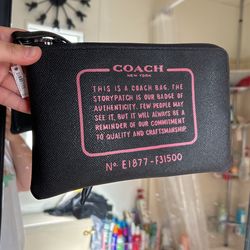 COACH
NEW YORK
THIS IS A COACH BAG. THE
STORYPATCH IS OUR BADGE OF
AUTHENTICITY. FEW PEOPLE MAY
SEE IT, BUT IT WILL ALWAYS BE A
REMINDER OF OUR COMMITMENT
TO QUALITY AND CRAFTSMANSHIP.
No. E1877-F31500